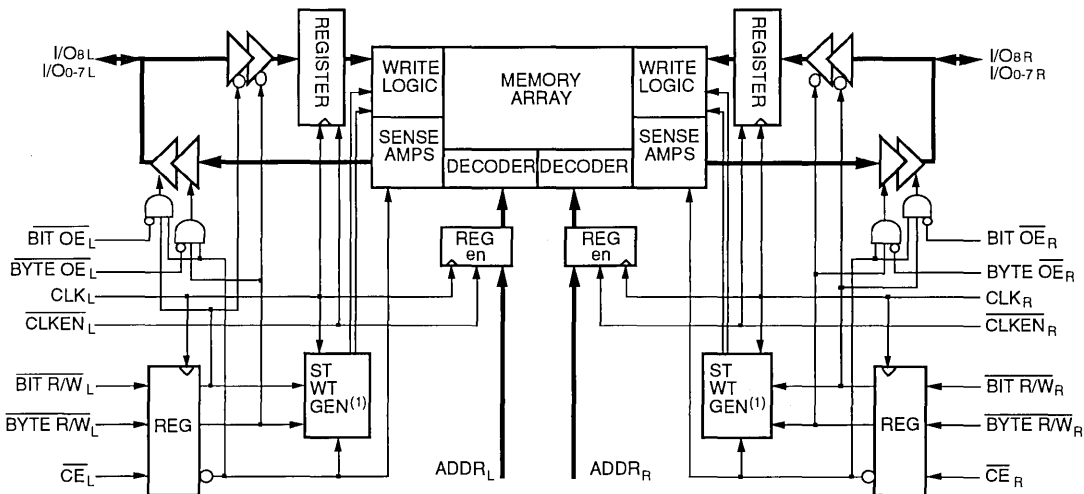 I/O8L
I/O0-7L
REGISTER
WRITE LOGIC
MEMORY ARRAY
WRITE LOGIC
REGISTER
I/O8R
I/O0-7R
SENSE AMPS
DECODER
DECODER
SENSE AMPS
BIT OEL
BYTE OEL
CLKL
CLKENL
REG en
REG en
BIT OER
BYTE OER
CLKR
CLKENR
BIT R/WL
BYTE R/WL
CEL
REG
ST WT GEN(1)
ADDRL
ADDRR
ST WT GEN(1)
REG
BIT R/WR
BYTE R/WR
CER